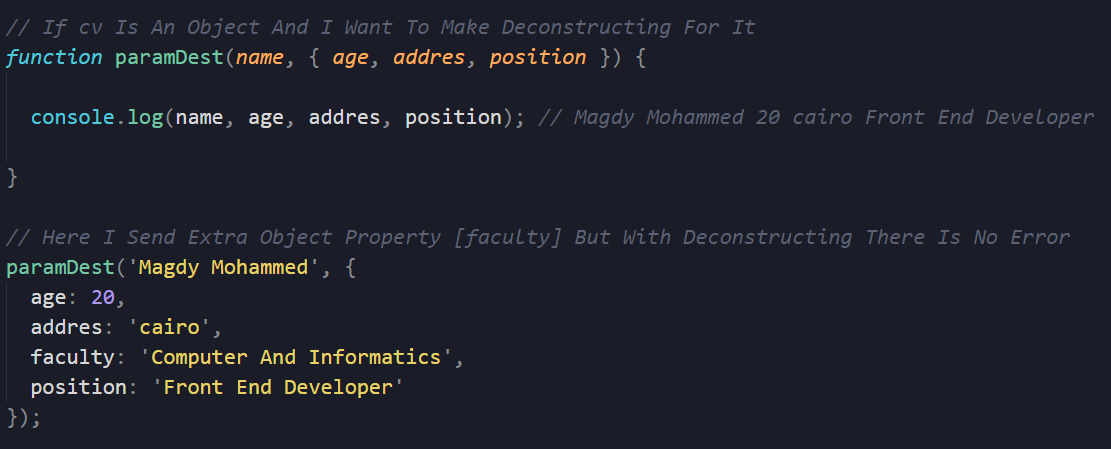 // If cv Is An Object And I Want To Make Deconstructing For It
function paramDest(name, { age, addres, position }) {
console.log(name, age, addres, position); // Magdy Mohammed 20 cairo Front End Developer
}
// Here I Send Extra Object Property [faculty] But With Deconstructing There Is No Error
paramDest('Magdy Mohammed', {
age: 20,
addres: 'cairo',
faculty: 'Computer And Informatics',
position: 'Front End Developer'
});